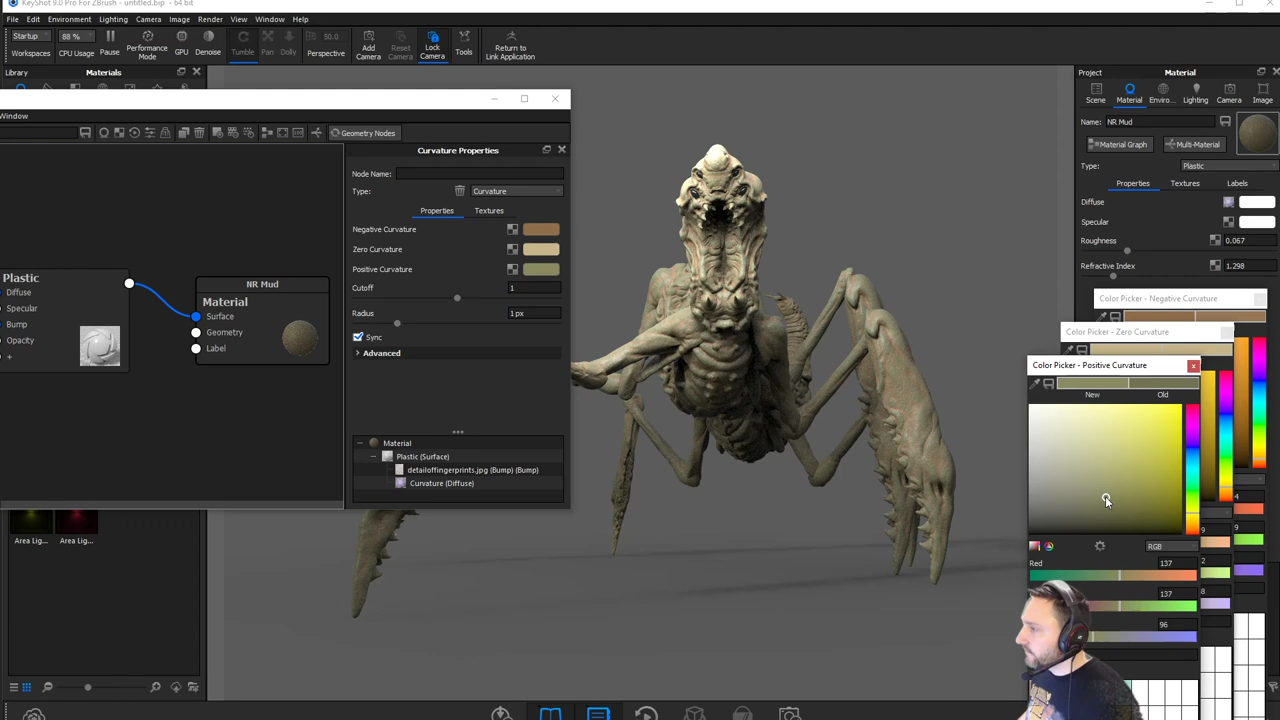 KeyShot 9.0 Pro For ZBrush - untitled.bip - 64 bit
File Edit Environment Lighting Camera Image Render View Window Help
Startup 88 % 50.0
Workspaces CPU Usage Pause Performance Mode GPU Denoise Tumble Pan Dolly Perspective Add Camera Reset Camera Lock Camera Tools Return to Link Application
Library Materials
Project Material
Scene Material Enviro... Lighting Camera Image
Window
Geometry Nodes
Curvature Properties
Node Name:
Type: Curvature
Properties Textures
Negative Curvature
Zero Curvature
Positive Curvature
Cutoff 1
Radius 1 px
Sync
Advanced
Material
Plastic (Surface)
detailoffingerprints.jpg (Bump) (Bump)
Curvature (Diffuse)
Plastic
Diffuse
Specular
Bump
Opacity
+
NR Mud
Material
Surface
Geometry
Label
Area Lig... Area Lig...
Name: NR Mud
Material Graph Multi-Material
Type: Plastic
Properties Textures Labels
Diffuse
Specular
Roughness 0.067
Refractive Index 1.298
Color Picker - Negative Curvature
Color Picker - Zero Curvature
Color Picker - Positive Curvature
New Old
RGB
Red 137
137
96
4
9
9
2
8